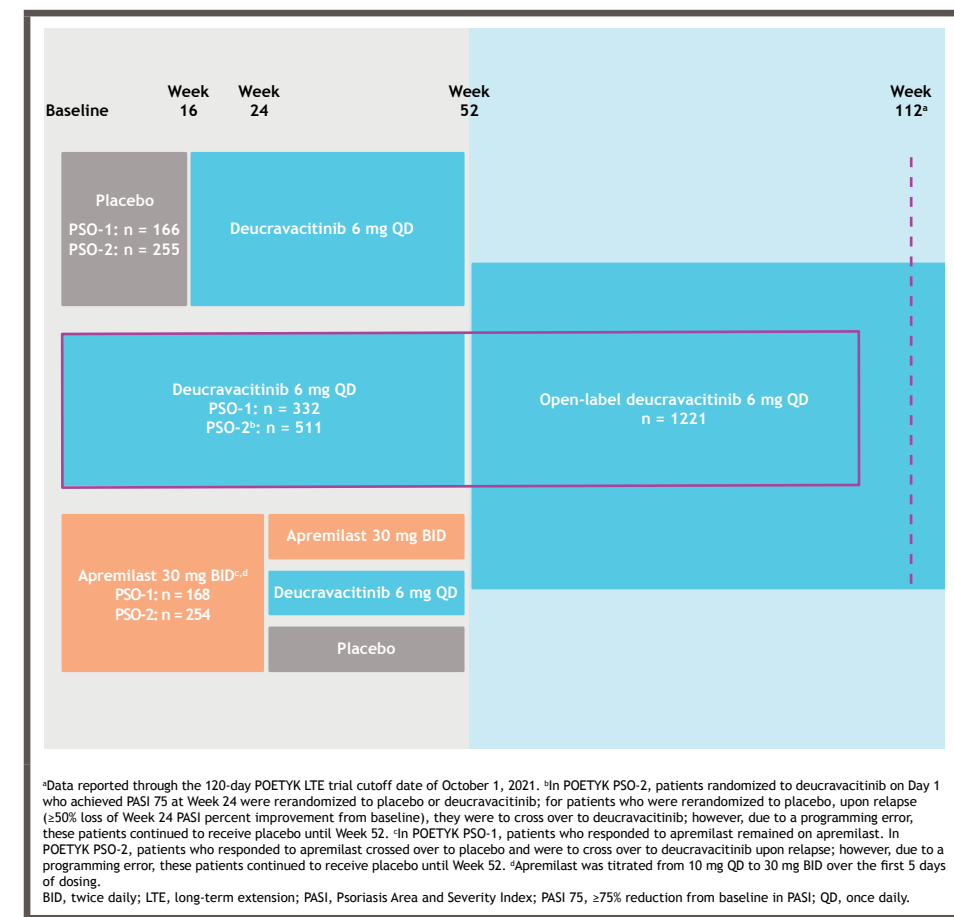 Baseline
Week
16
Week
24
Week
52
Week
112ᵃ
Placebo
PSO-1: n = 166
PSO-2: n = 255
Deucravacitinib 6 mg QD
Deucravacitinib 6 mg QD
PSO-1: n = 332
PSO-2ᵇ: n = 511
Open-label deucravacitinib 6 mg QD
n = 1221
Apremilast 30 mg BIDᶜ,ᵈ
PSO-1: n = 168
PSO-2: n = 254
Apremilast 30 mg BID
Deucravacitinib 6 mg QD
Placebo
ᵃData reported through the 120-day POETYK LTE trial cutoff date of October 1, 2021. ᵇIn POETYK PSO-2, patients randomized to deucravacitinib on Day 1
who achieved PASI 75 at Week 24 were rerandomized to placebo or deucravacitinib; for patients who were rerandomized to placebo, upon relapse
(≥50% loss of Week 24 PASI percent improvement from baseline), they were to cross over to deucravacitinib; however, due to a programming error,
these patients continued to receive placebo until Week 52. ᶜIn POETYK PSO-1, patients who responded to apremilast remained on apremilast. In
POETYK PSO-2, patients who responded to apremilast crossed over to placebo and were to cross over to deucravacitinib upon relapse; however, due to a
programming error, these patients continued to receive placebo until Week 52. ᵈApremilast was titrated from 10 mg QD to 30 mg BID over the first 5 days
of dosing.
BID, twice daily; LTE, long-term extension; PASI, Psoriasis Area and Severity Index; PASI 75, ≥75% reduction from baseline in PASI; QD, once daily.